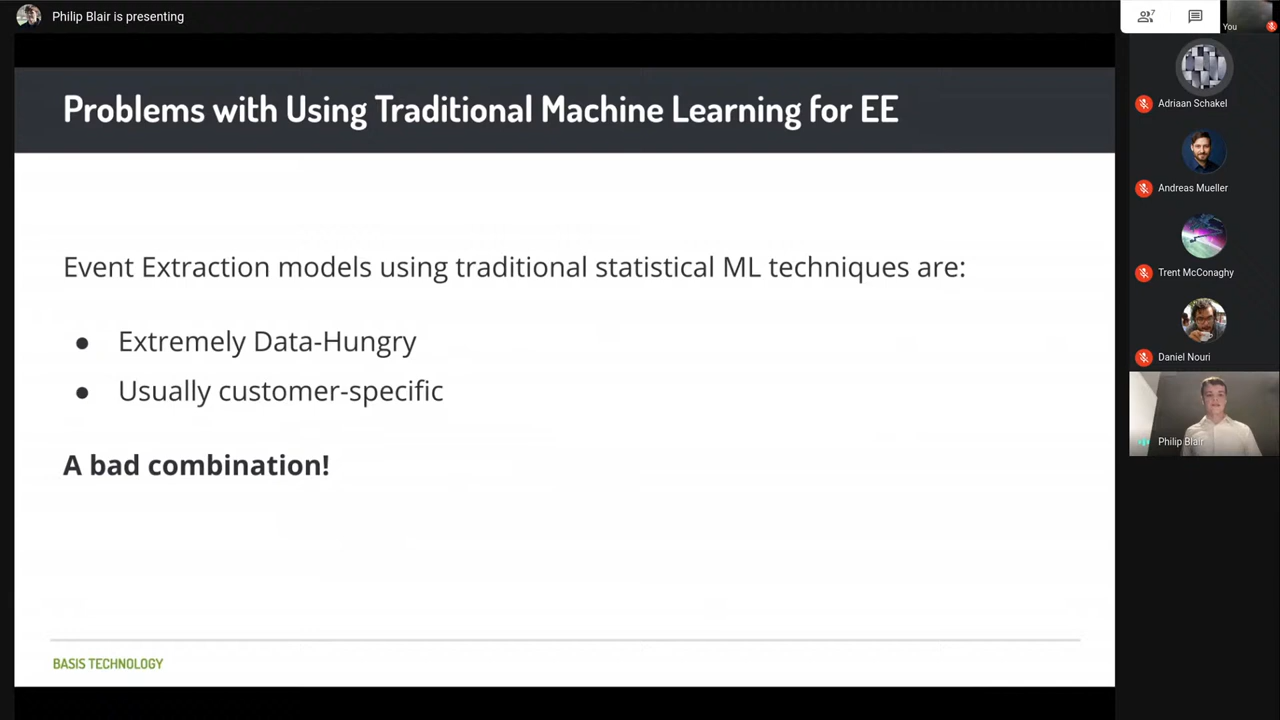 Philip Blair is presenting
7
You
Problems with Using Traditional Machine Learning for EE
Event Extraction models using traditional statistical ML techniques are:
● Extremely Data-Hungry
● Usually customer-specific
A bad combination!
BASIS TECHNOLOGY
Adriaan Schakel
Andreas Mueller
Trent McConaghy
Daniel Nouri
Philip Blair